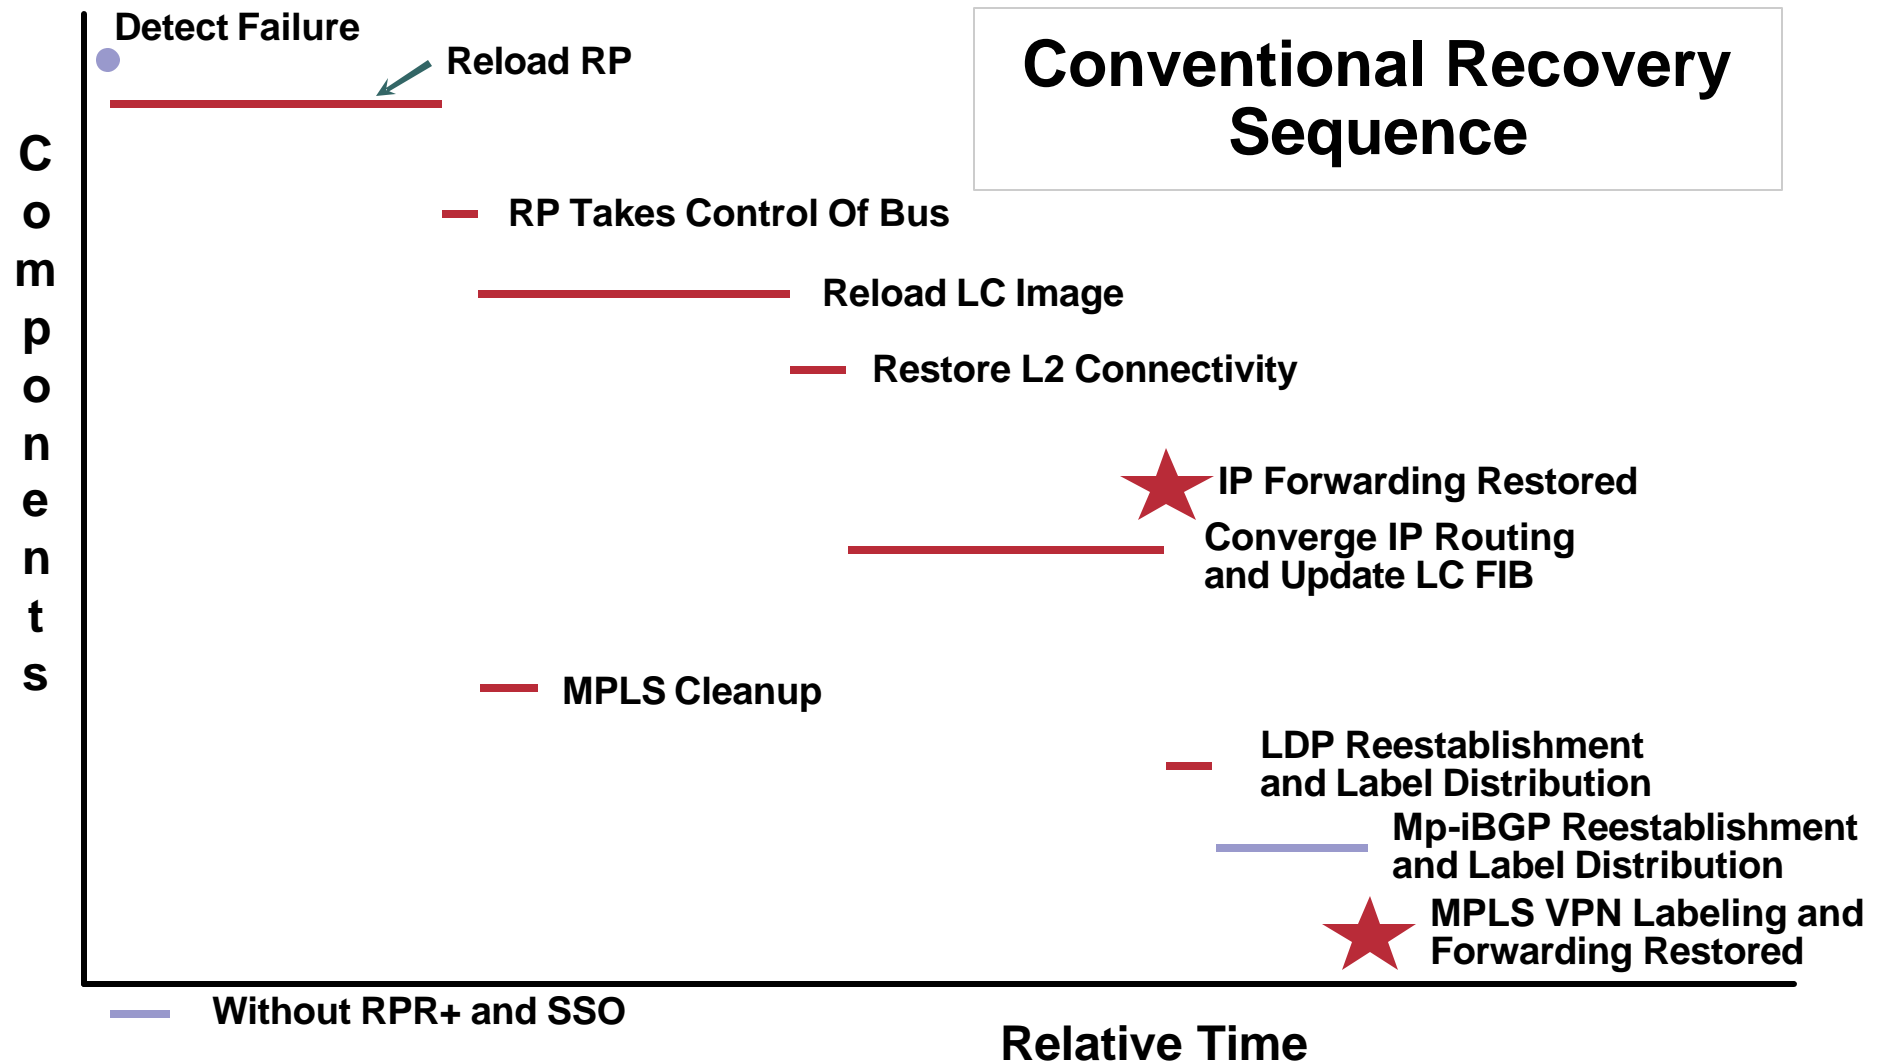 Detect Failure
Reload RP
Conventional Recovery
Sequence
Components
RP Takes Control Of Bus
Reload LC Image
Restore L2 Connectivity
IP Forwarding Restored
Converge IP Routing
and Update LC FIB
MPLS Cleanup
LDP Reestablishment
and Label Distribution
Mp-iBGP Reestablishment
and Label Distribution
MPLS VPN Labeling and
Forwarding Restored
Without RPR+ and SSO
Relative Time